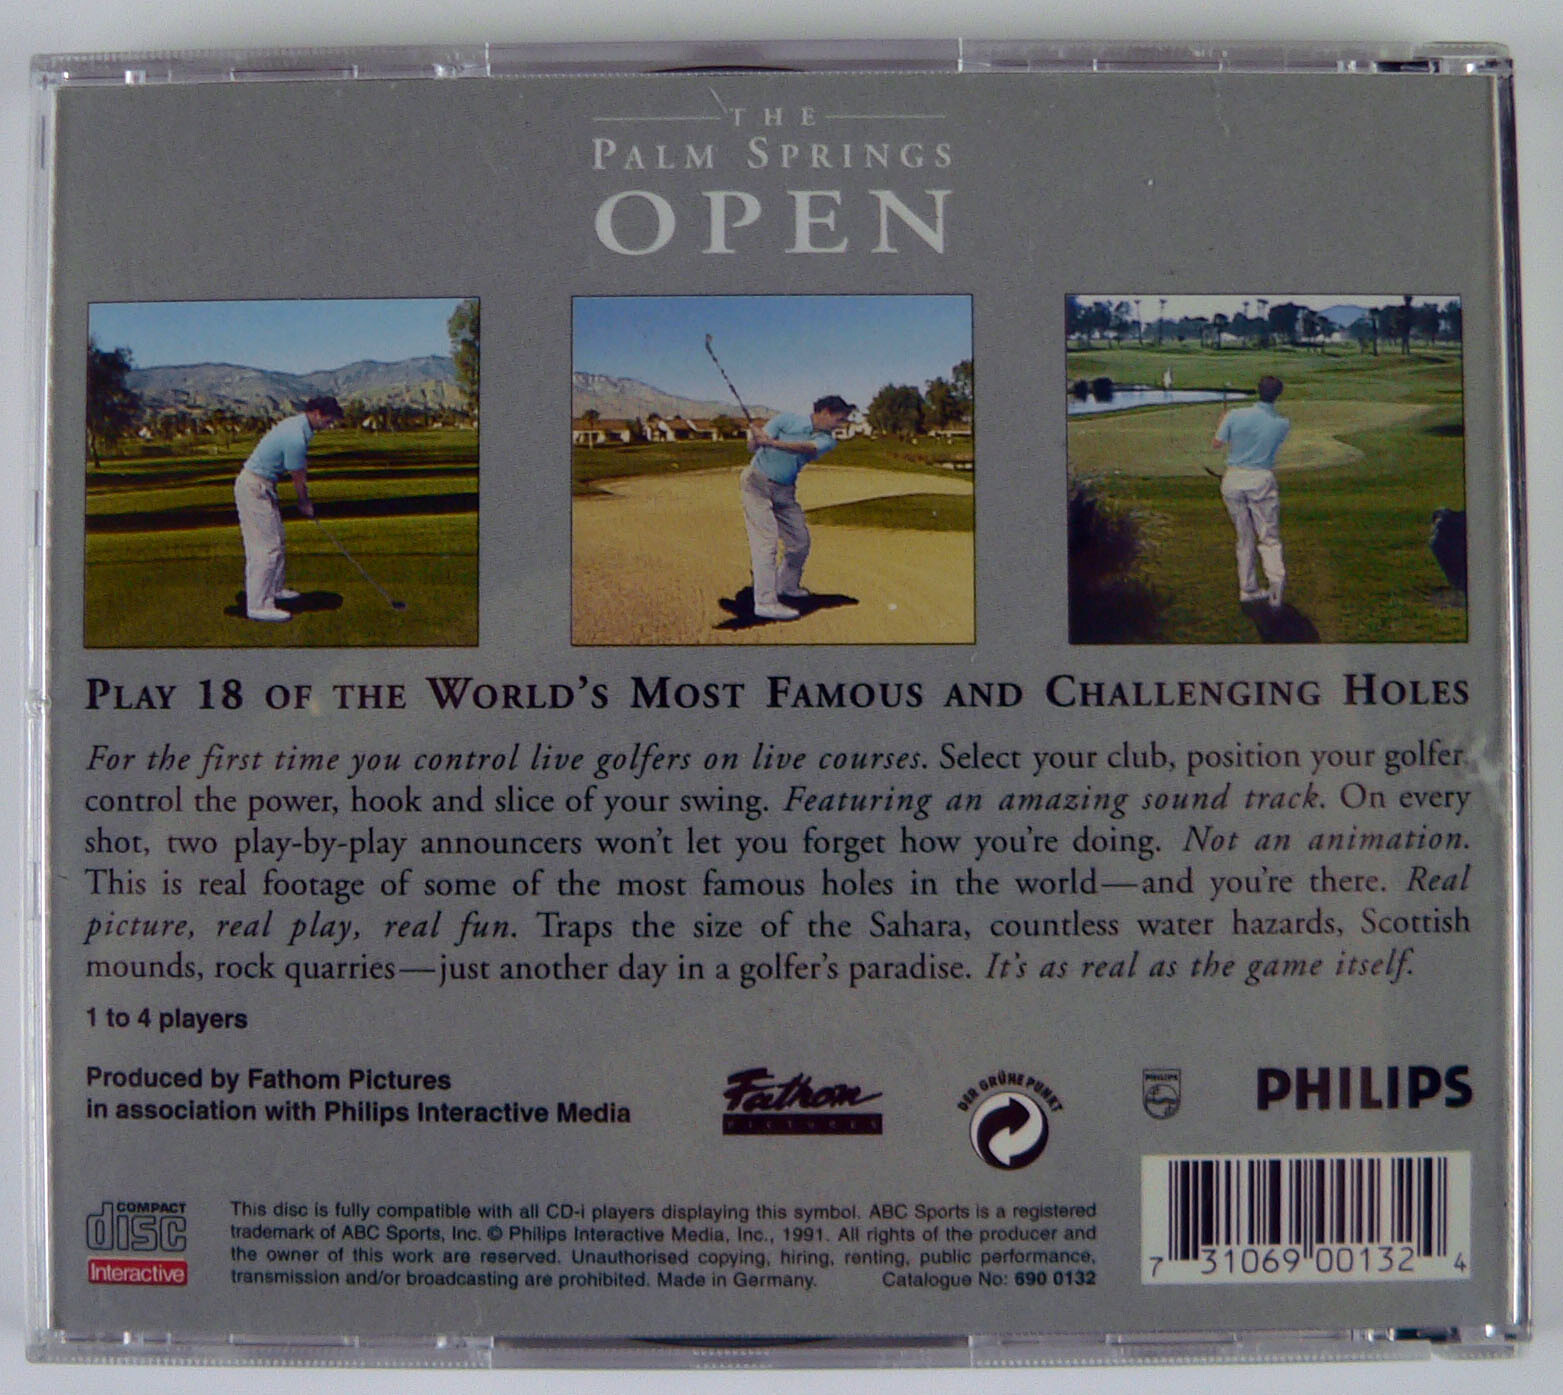 THE
PALM SPRINGS
OPEN
PLAY 18 OF THE WORLD'S MOST FAMOUS AND CHALLENGING HOLES
For the first time you control live golfers on live courses. Select your club, position your golfer,
control the power, hook and slice of your swing. Featuring an amazing sound track. On every
shot, two play-by-play announcers won't let you forget how you're doing. Not an animation.
This is real footage of some of the most famous holes in the world—and you're there. Real
picture, real play, real fun. Traps the size of the Sahara, countless water hazards, Scottish
mounds, rock quarries—just another day in a golfer's paradise. It's as real as the game itself.
1 to 4 players
Produced by Fathom Pictures
in association with Philips Interactive Media
Fathom
PICTURES
DER GRÜNE PUNKT
PHILIPS
PHILIPS
COMPACT
disc
Interactive
This disc is fully compatible with all CD-i players displaying this symbol. ABC Sports is a registered
trademark of ABC Sports, Inc. © Philips Interactive Media, Inc., 1991. All rights of the producer and
the owner of this work are reserved. Unauthorised copying, hiring, renting, public performance,
transmission and/or broadcasting are prohibited. Made in Germany. Catalogue No: 690 0132
7 31069 00132 4